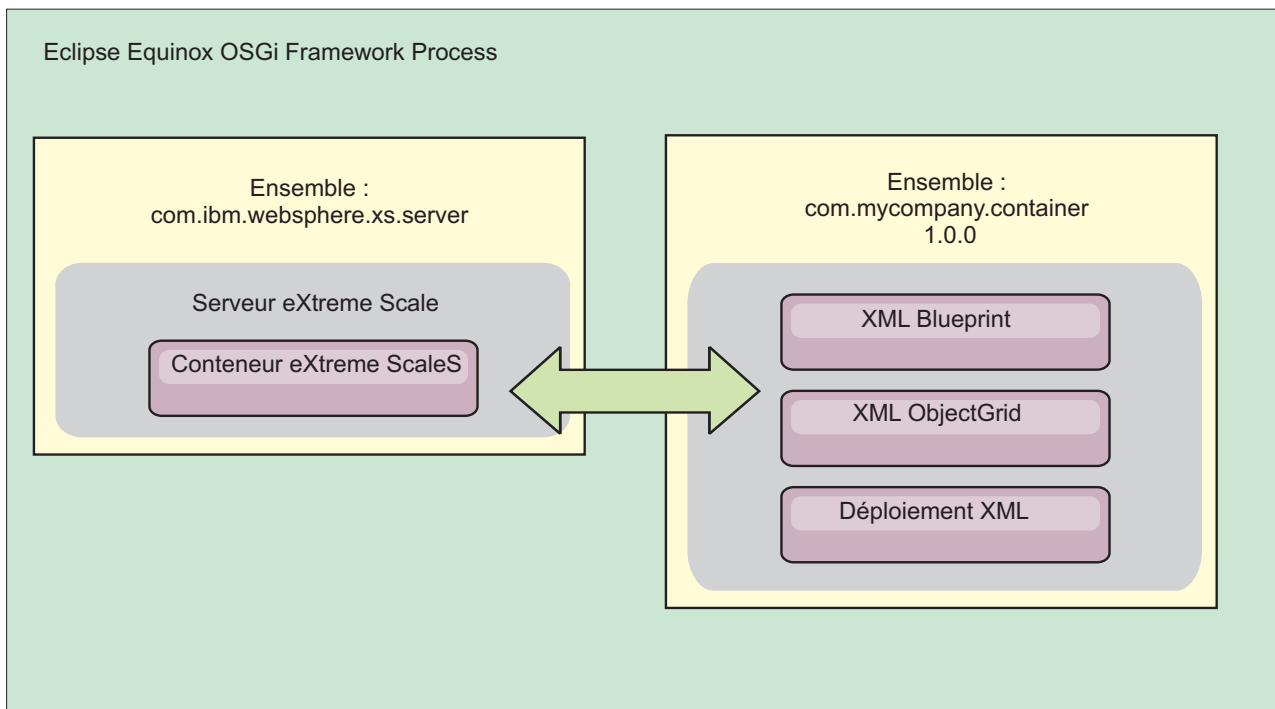 Eclipse Equinox OSGi Framework Process
Ensemble :
com.ibm.websphere.xs.server
Serveur eXtreme Scale
Conteneur eXtreme ScaleS
Ensemble :
com.mycompany.container
1.0.0
XML Blueprint
XML ObjectGrid
Déploiement XML